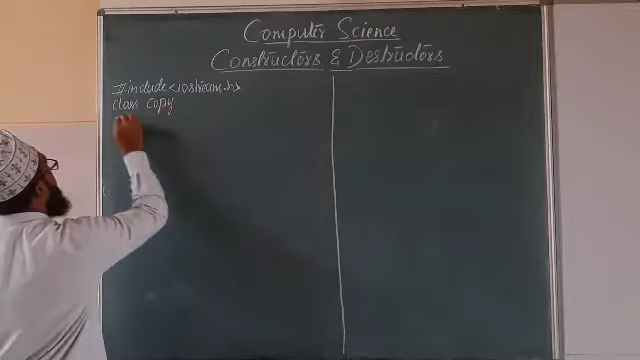 Computer Science
Constructors & Destructors
#include<iostream.h>
class copy